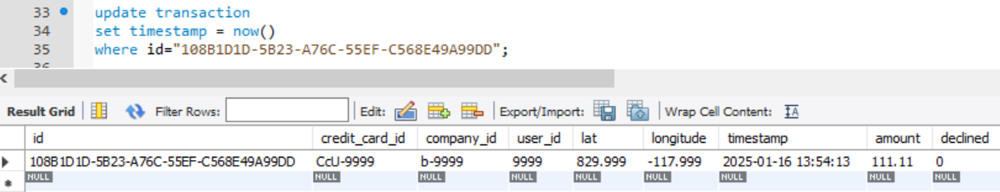 33 update transaction
34 set timestamp = now()
35 where id="108B1D1D-5B23-A76C-55EF-C568E49A99DD";
36
Result Grid Filter Rows: Edit: Export/Import: Wrap Cell Content:
id credit_card_id company_id user_id lat longitude timestamp amount declined
108B1D1D-5B23-A76C-55EF-C568E49A99DD CcU-9999 b-9999 9999 829.999 -117.999 2025-01-16 13:54:13 111.11 0
NULL NULL NULL NULL NULL NULL NULL NULL NULL